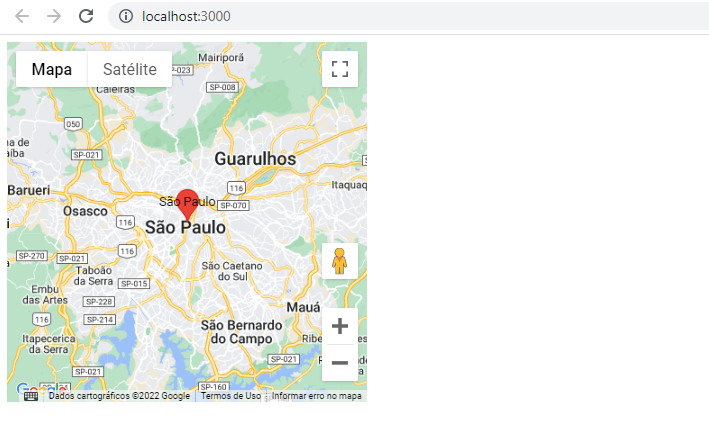 localhost:3000
Mapa
Satélite
Mairiporã
SP-023
Caieiras
SP-008
050
SP-021
Guarulhos
116
Itaquaq
Barueri
São Paulo
SP-070
Osasco
116
116
São Paulo
116
SP-270
SP-021
Taboão
da Serra
São Caetano
do Sul
SP-015
Embu
das Artes
SP-228
Mauá
116
SP-214
São Bernardo
do Campo
Itapecerica
da Serra
SP-021
SP-160
Google
Dados cartográficos ©2022 Google
Termos de Uso
Informar erro no mapa